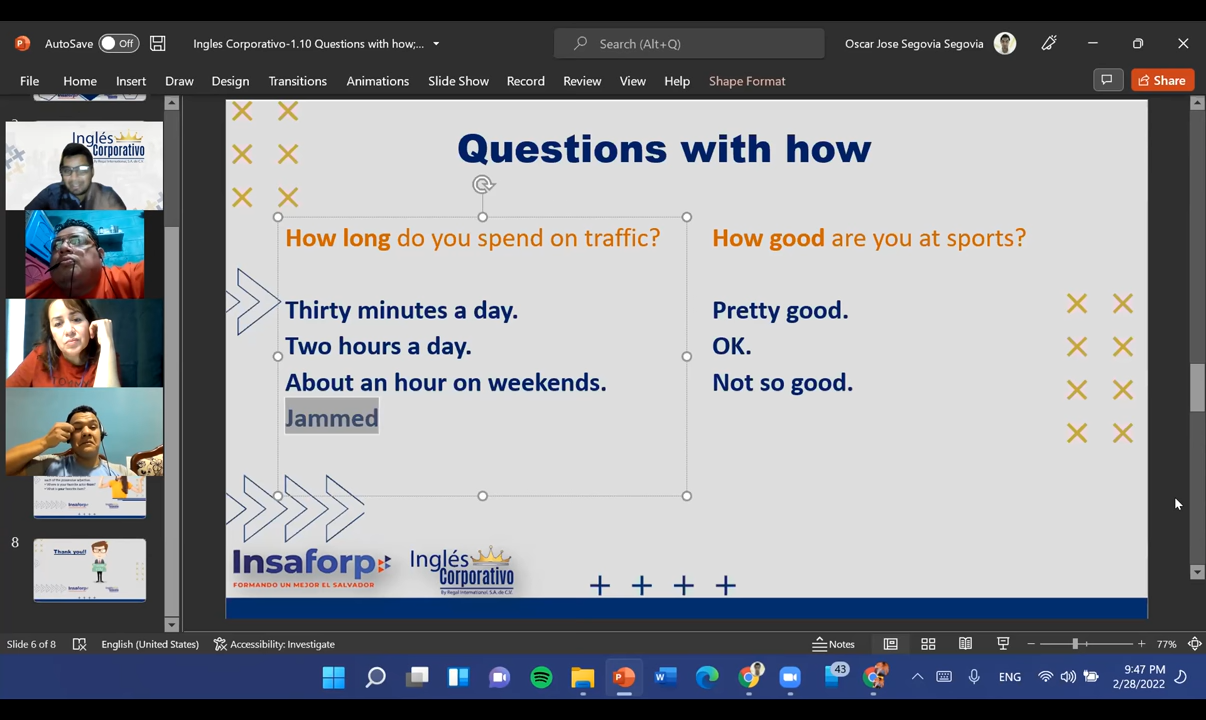 AutoSave
Off
Ingles Corporativo-1.10 Questions with how;...
Search (Alt+Q)
Oscar Jose Segovia Segovia
File Home Insert Draw Design Transitions Animations Slide Show Record Review View Help Shape Format
Share
Inglés
Corporativo
Questions with how
How long do you spend on traffic?
Thirty minutes a day.
Two hours a day.
About an hour on weekends.
Jammed
How good are you at sports?
Pretty good.
OK.
Not so good.
Insaforp
FORMANDO UN MEJOR EL SALVADOR
Inglés
Corporativo
By Regal International, S.A. de C.V.
8
Thank you!!
Slide 6 of 8
English (United States)
Accessibility: Investigate
Notes
77%
43
ENG
9:47 PM
2/28/2022